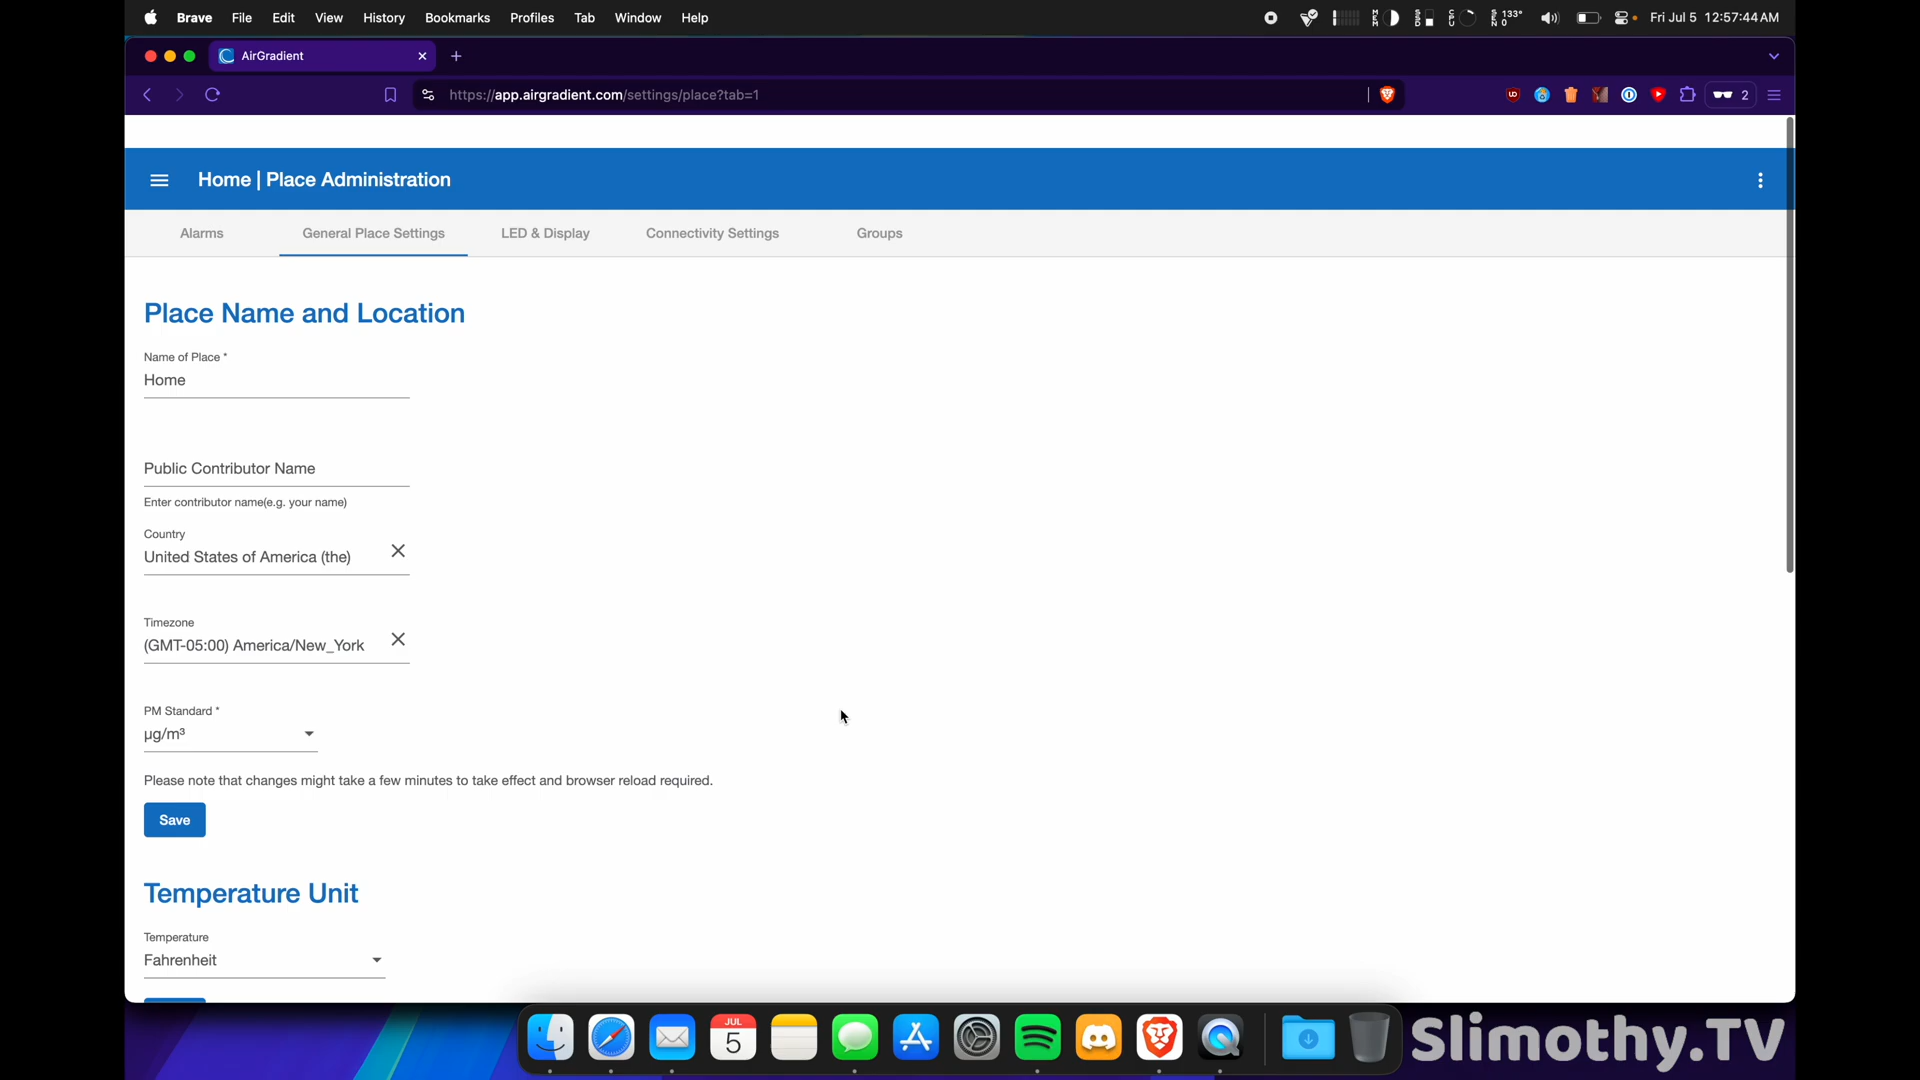 Brave File Edit View History Bookmarks Profiles Tab Window Help
133° Fri Jul 5 12:57:44 AM
AirGradient
https://app.airgradient.com/settings/place?tab=1
2
Home | Place Administration
Alarms General Place Settings LED & Display Connectivity Settings Groups
Place Name and Location
Name of Place *
Home
Public Contributor Name
Enter contributor name(e.g. your name)
Country
United States of America (the)
Timezone
(GMT-05:00) America/New_York
PM Standard *
µg/m³
Please note that changes might take a few minutes to take effect and browser reload required.
Save
Temperature Unit
Temperature
Fahrenheit
JUL
5
Slimothy.TV